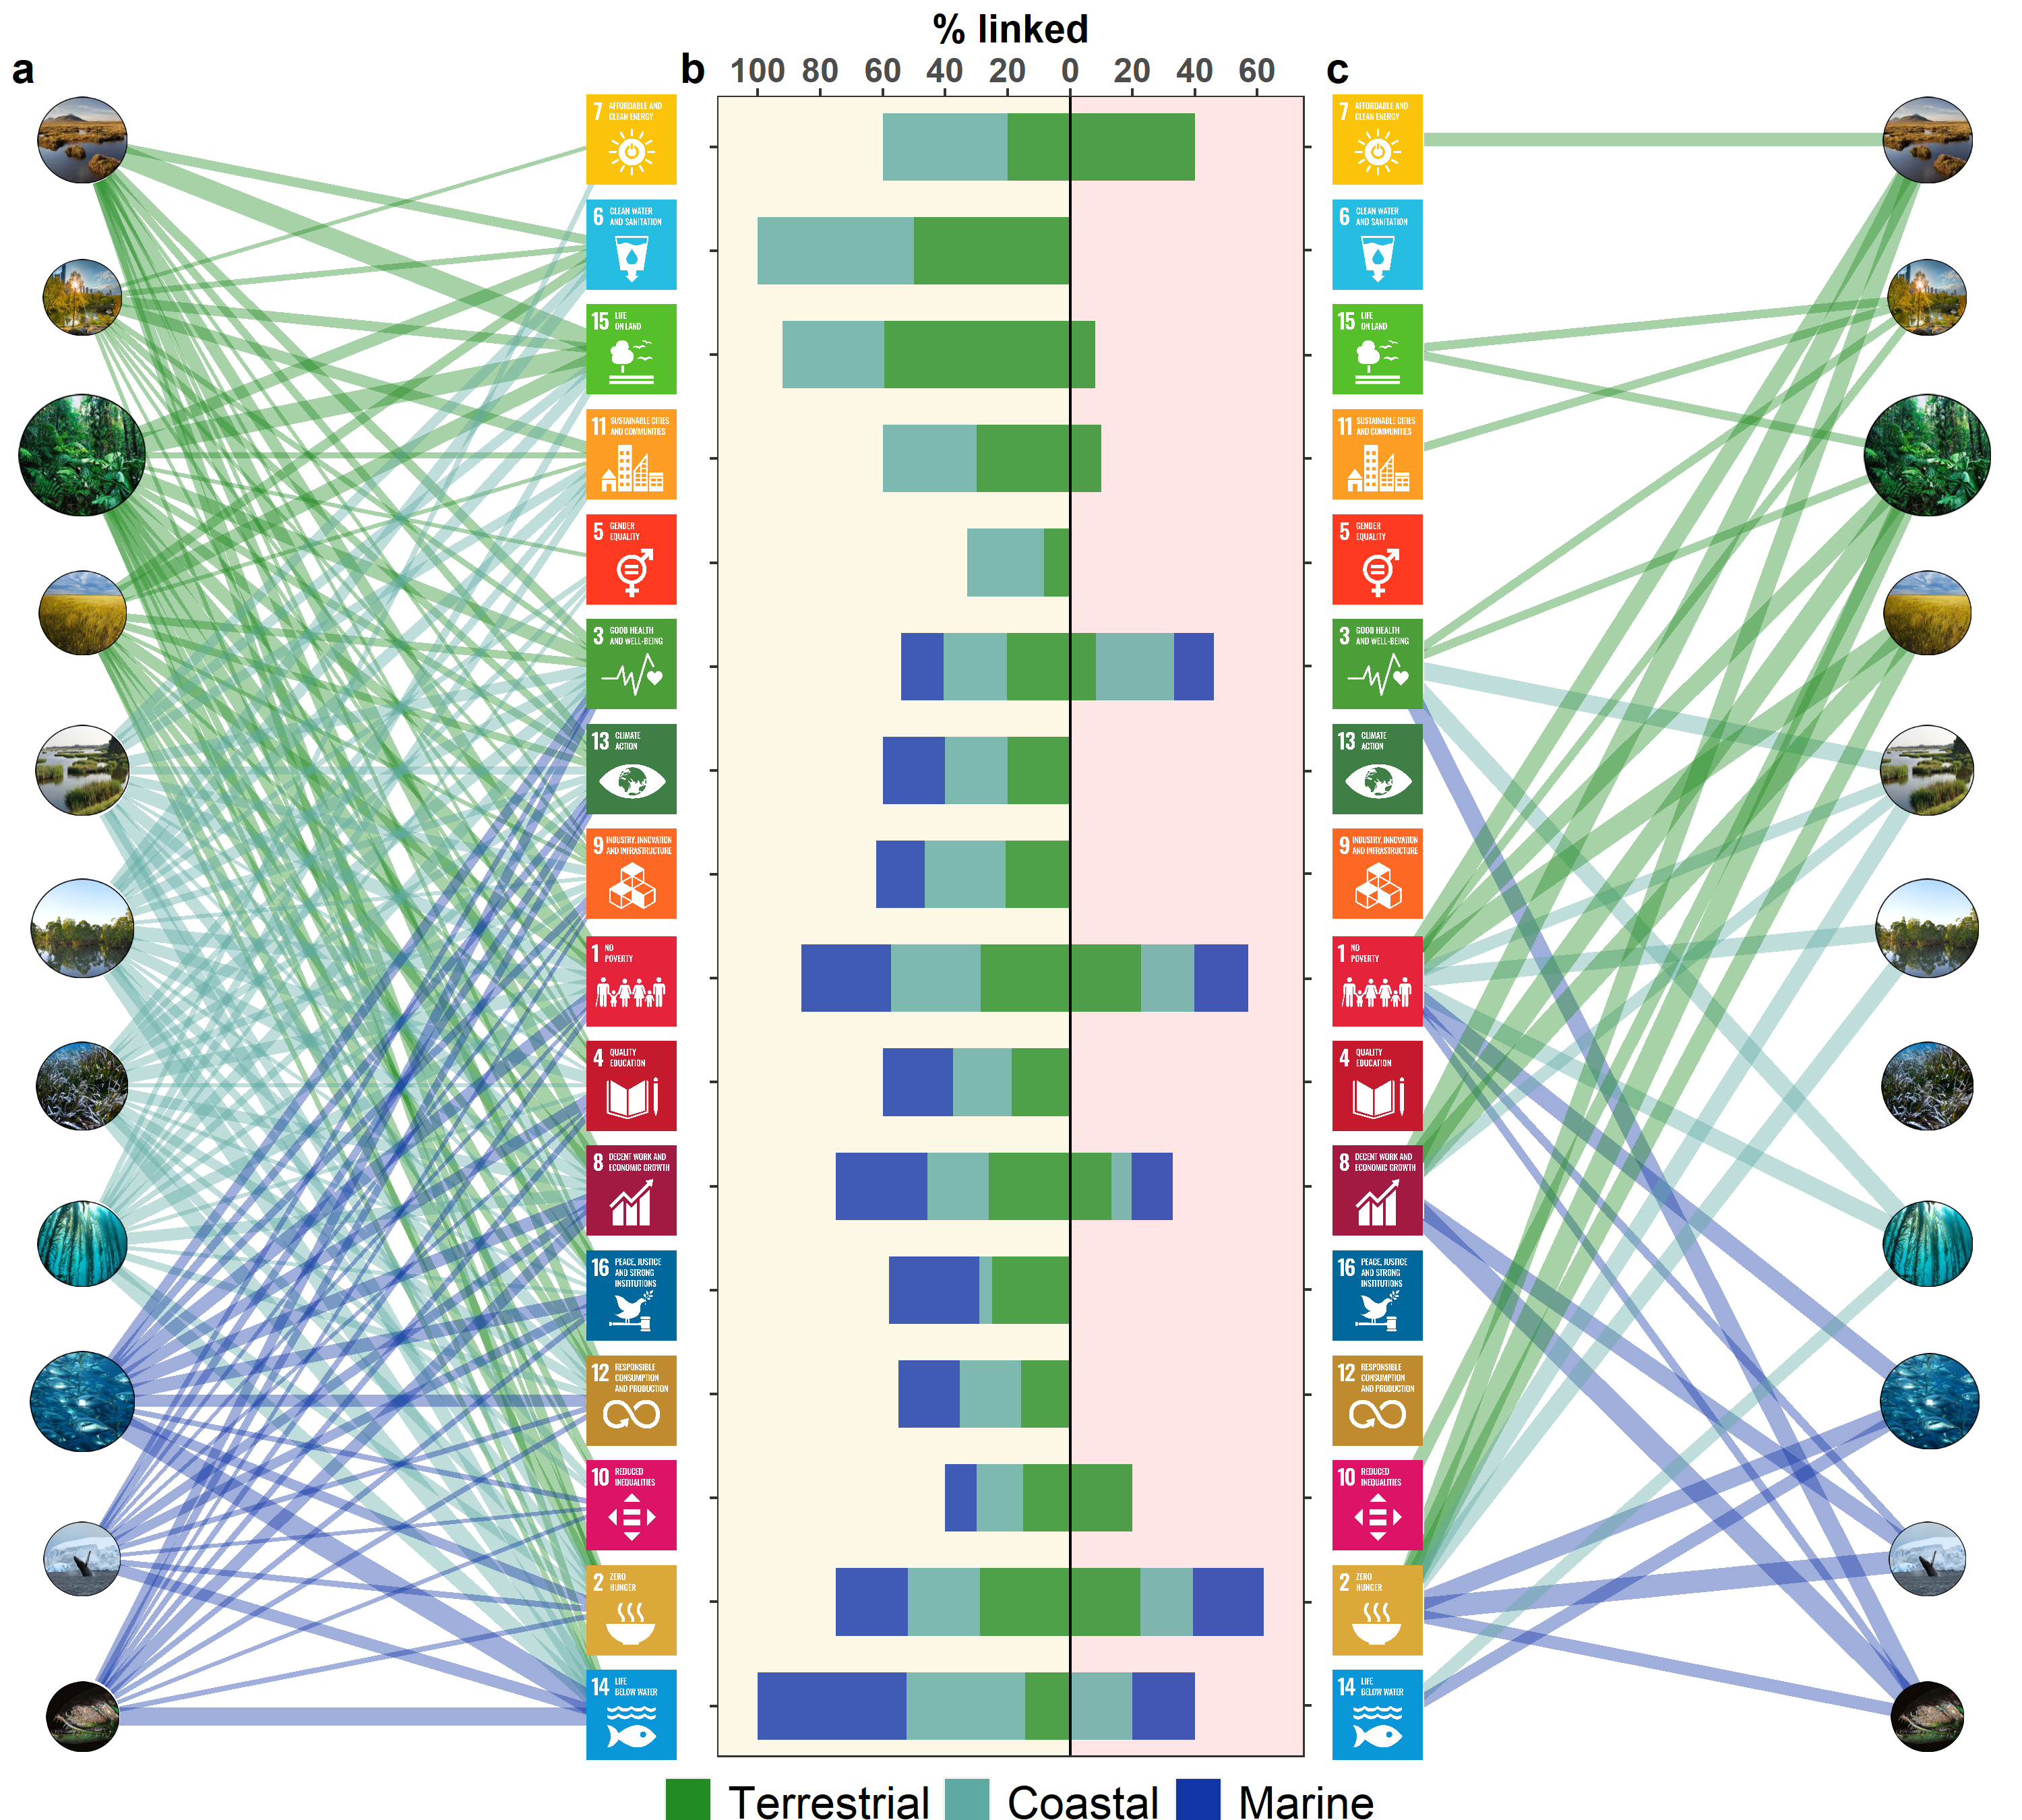 % linked
a
b
100 80 60 40 20 0 20 40 60
c
7 AFFORDABLE AND
CLEAN ENERGY
6 CLEAN WATER
AND SANITATION
15 LIFE
ON LAND
11 SUSTAINABLE CITIES
AND COMMUNITIES
5 GENDER
EQUALITY
3 GOOD HEALTH
AND WELL-BEING
13 CLIMATE
ACTION
9 INDUSTRY, INNOVATION
AND INFRASTRUCTURE
1 NO
POVERTY
4 QUALITY
EDUCATION
8 DECENT WORK AND
ECONOMIC GROWTH
16 PEACE, JUSTICE
AND STRONG
INSTITUTIONS
12 RESPONSIBLE
CONSUMPTION
AND PRODUCTION
10 REDUCED
INEQUALITIES
2 ZERO
HUNGER
14 LIFE
BELOW WATER
7 AFFORDABLE AND
CLEAN ENERGY
6 CLEAN WATER
AND SANITATION
15 LIFE
ON LAND
11 SUSTAINABLE CITIES
AND COMMUNITIES
5 GENDER
EQUALITY
3 GOOD HEALTH
AND WELL-BEING
13 CLIMATE
ACTION
9 INDUSTRY, INNOVATION
AND INFRASTRUCTURE
1 NO
POVERTY
4 QUALITY
EDUCATION
8 DECENT WORK AND
ECONOMIC GROWTH
16 PEACE, JUSTICE
AND STRONG
INSTITUTIONS
12 RESPONSIBLE
CONSUMPTION
AND PRODUCTION
10 REDUCED
INEQUALITIES
2 ZERO
HUNGER
14 LIFE
BELOW WATER
Terrestrial Coastal Marine